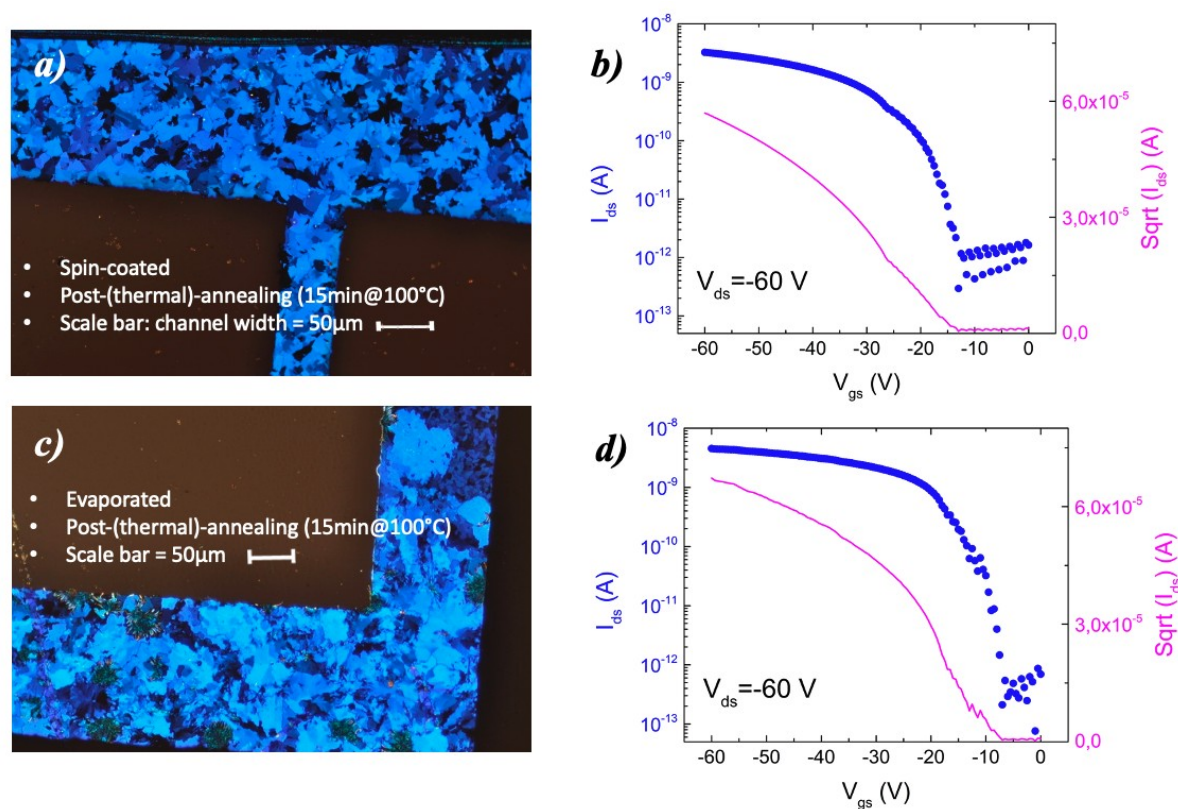 a)
• Spin-coated
• Post-(thermal)-annealing (15min@100°C)
• Scale bar: channel width = 50µm
b)
10⁻⁸
10⁻⁹
10⁻¹⁰
10⁻¹¹
10⁻¹²
10⁻¹³
I_ds (A)
6,0x10⁻⁵
3,0x10⁻⁵
0,0
Sqrt (I_ds) (A)
V_ds=-60 V
-60 -50 -40 -30 -20 -10 0
V_gs (V)
c)
• Evaporated
• Post-(thermal)-annealing (15min@100°C)
• Scale bar = 50µm
d)
10⁻⁸
10⁻⁹
10⁻¹⁰
10⁻¹¹
10⁻¹²
10⁻¹³
I_ds (A)
6,0x10⁻⁵
3,0x10⁻⁵
0,0
Sqrt (I_ds) (A)
V_ds=-60 V
-60 -50 -40 -30 -20 -10 0
V_gs (V)